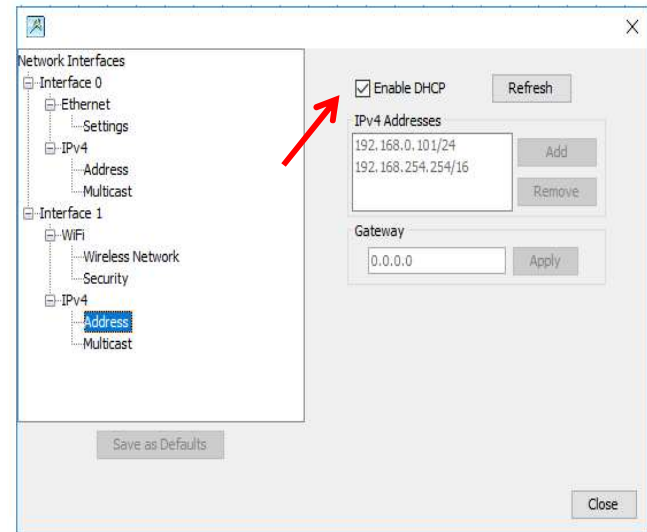 Network Interfaces
Interface 0
Ethernet
Settings
IPv4
Address
Multicast
Interface 1
WiFi
Wireless Network
Security
IPv4
Address
Multicast
Save as Defaults
Enable DHCP
Refresh
IPv4 Addresses
192.168.0.101/24
192.168.254.254/16
Add
Remove
Gateway
0.0.0.0
Apply
Close